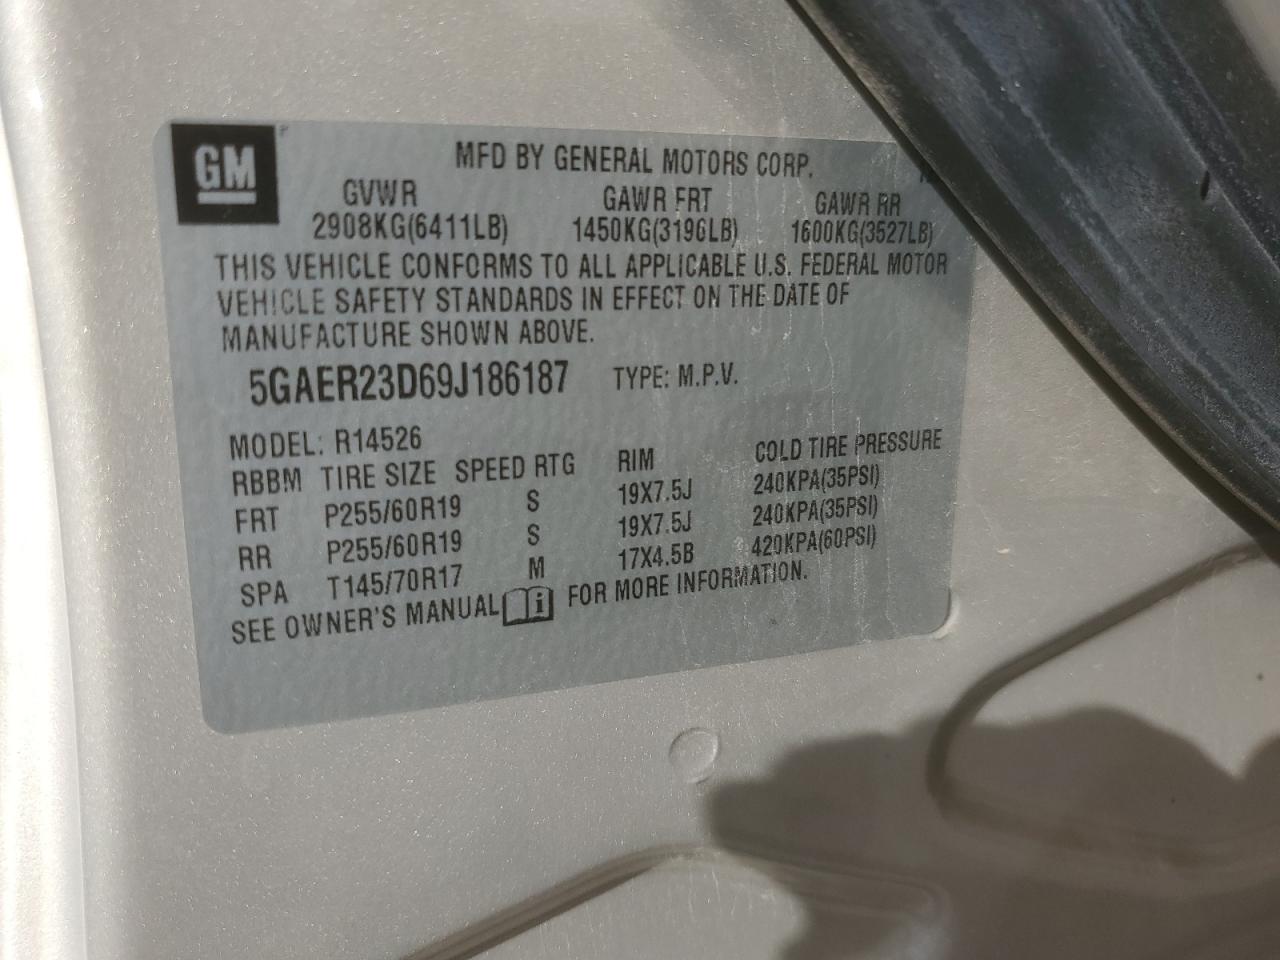 GM
MFD BY GENERAL MOTORS CORP.
GVWR GAWR FRT GAWR RR
2908KG(6411LB) 1450KG(3196LB) 1600KG(3527LB)
THIS VEHICLE CONFORMS TO ALL APPLICABLE U.S. FEDERAL MOTOR
VEHICLE SAFETY STANDARDS IN EFFECT ON THE DATE OF
MANUFACTURE SHOWN ABOVE.
5GAER23D69J186187 TYPE: M.P.V.
MODEL: R14526
RBBM TIRE SIZE SPEED RTG RIM COLD TIRE PRESSURE
FRT P255/60R19 S 19X7.5J 240KPA(35PSI)
RR P255/60R19 S 19X7.5J 240KPA(35PSI)
SPA T145/70R17 M 17X4.5B 420KPA(60PSI)
SEE OWNER'S MANUAL i FOR MORE INFORMATION.